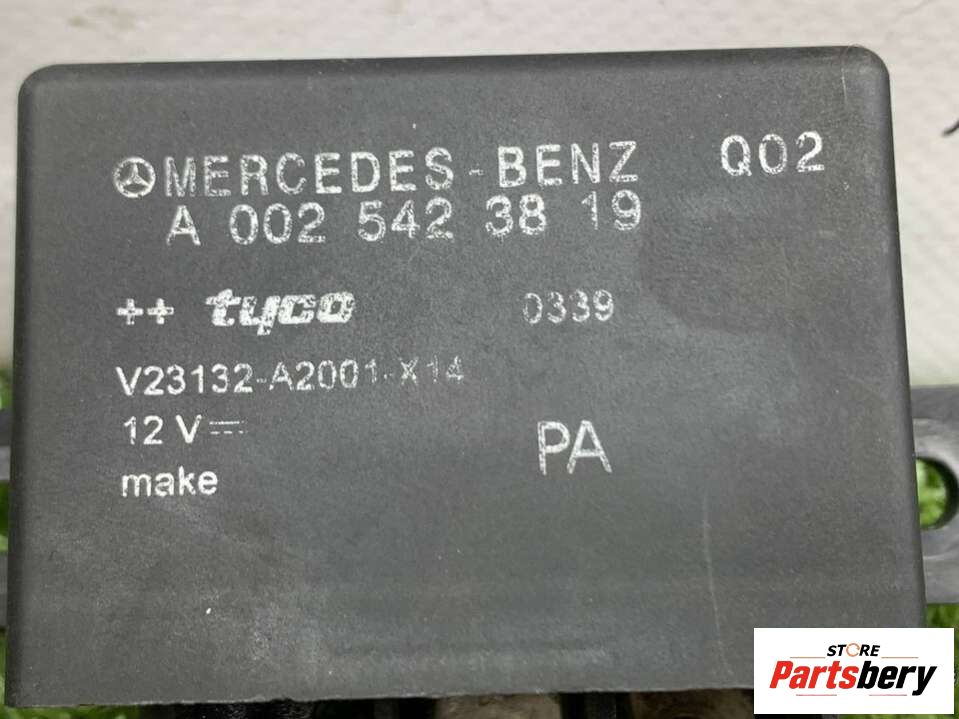 MERCEDES-BENZ Q02
A 002 542 38 19
++ tyco 0339
V23132-A2001-X14
12 V
PA
make
STORE
Partsbery